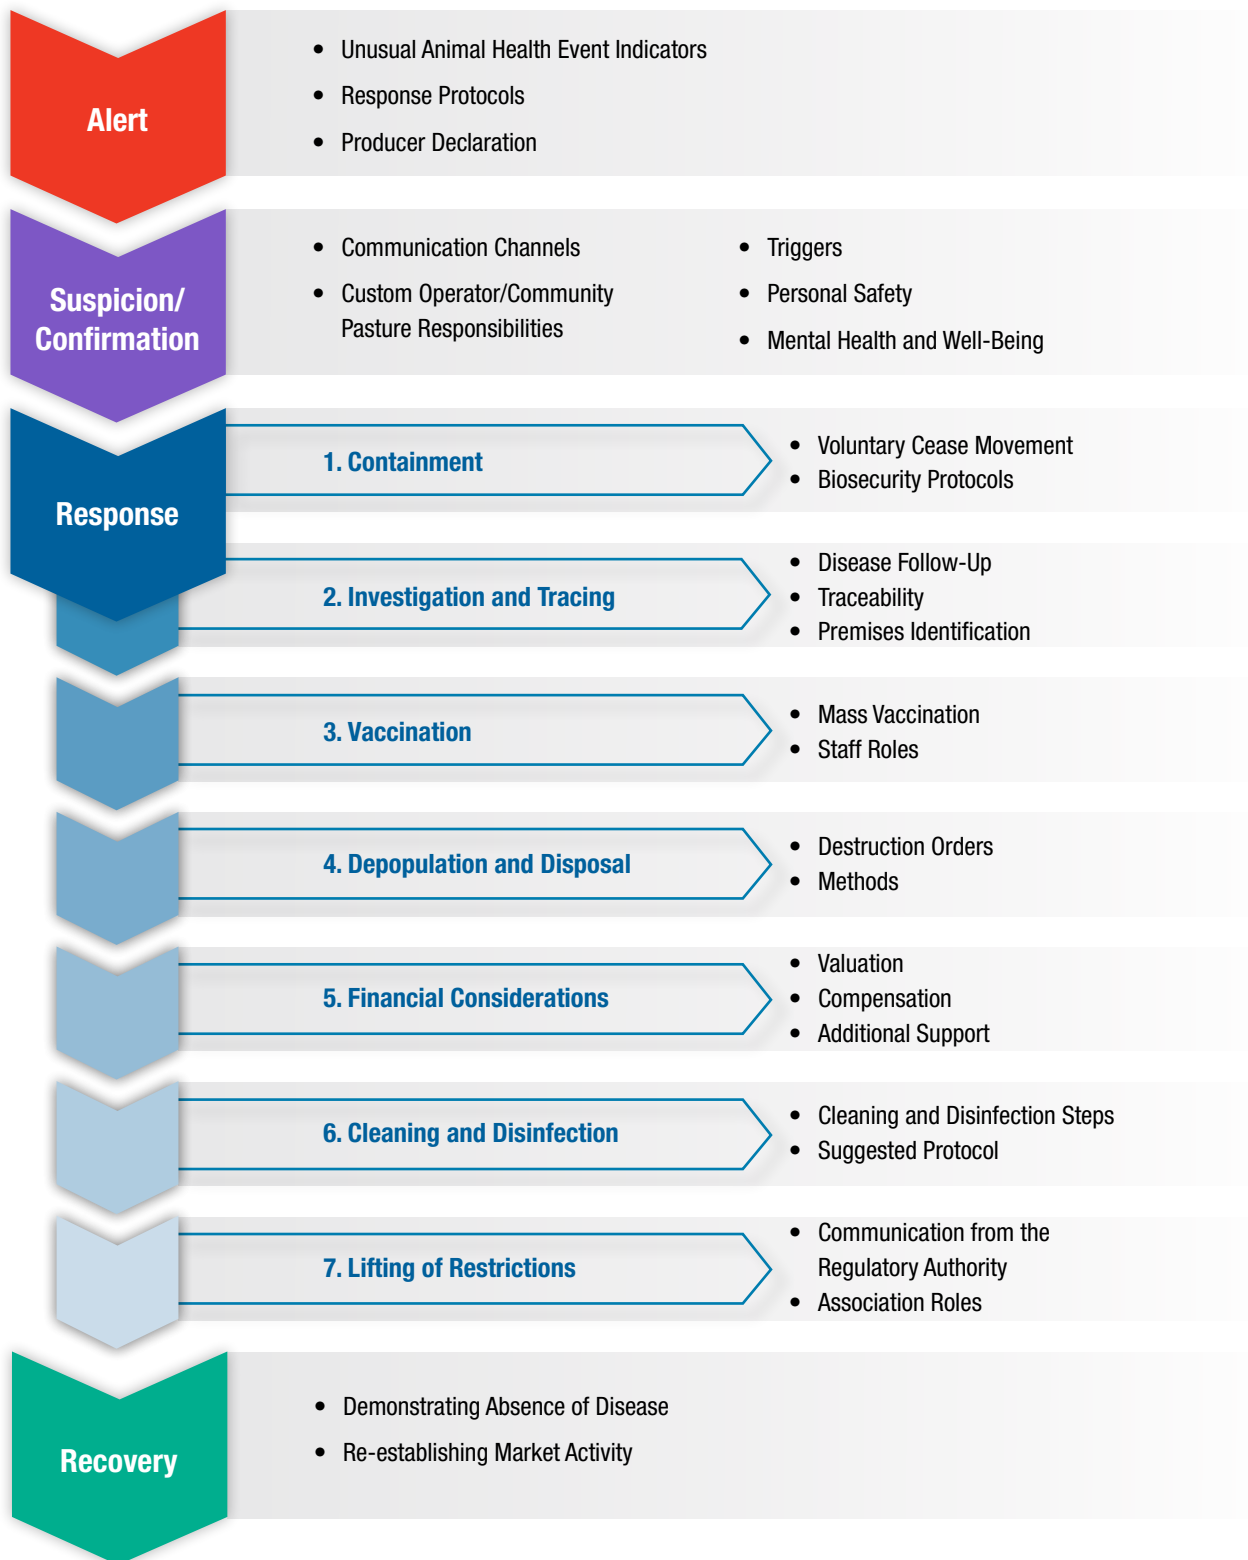 Alert
• Unusual Animal Health Event Indicators
• Response Protocols
• Producer Declaration
Suspicion/
Confirmation
• Communication Channels
• Custom Operator/Community
Pasture Responsibilities
• Triggers
• Personal Safety
• Mental Health and Well-Being
Response
1. Containment
• Voluntary Cease Movement
• Biosecurity Protocols
2. Investigation and Tracing
• Disease Follow-Up
• Traceability
• Premises Identification
3. Vaccination
• Mass Vaccination
• Staff Roles
4. Depopulation and Disposal
• Destruction Orders
• Methods
5. Financial Considerations
• Valuation
• Compensation
• Additional Support
6. Cleaning and Disinfection
• Cleaning and Disinfection Steps
• Suggested Protocol
7. Lifting of Restrictions
• Communication from the
Regulatory Authority
• Association Roles
Recovery
• Demonstrating Absence of Disease
• Re-establishing Market Activity